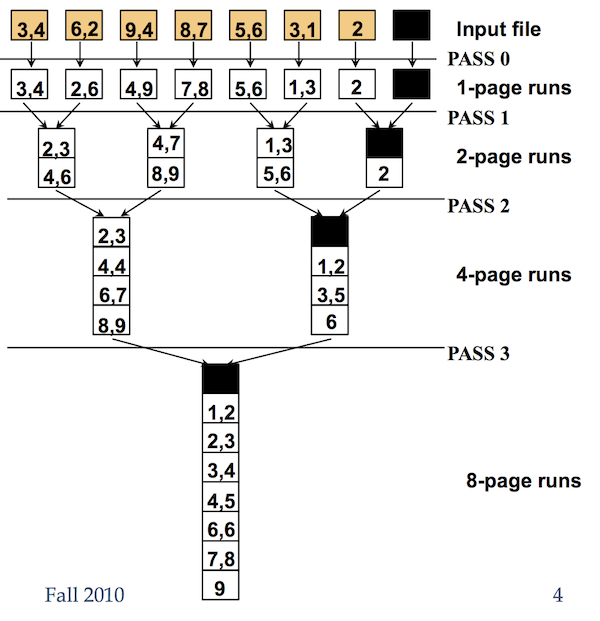 3,4 6,2 9,4 8,7 5,6 3,1 2 Input file
PASS 0
3,4 2,6 4,9 7,8 5,6 1,3 2 1-page runs
PASS 1
2,3 4,7 1,3
2-page runs
4,6 8,9 5,6 2
PASS 2
2,3
4,4 1,2
4-page runs
6,7 3,5
8,9 6
PASS 3
1,2
2,3
3,4
8-page runs
4,5
6,6
7,8
9
Fall 2010 4